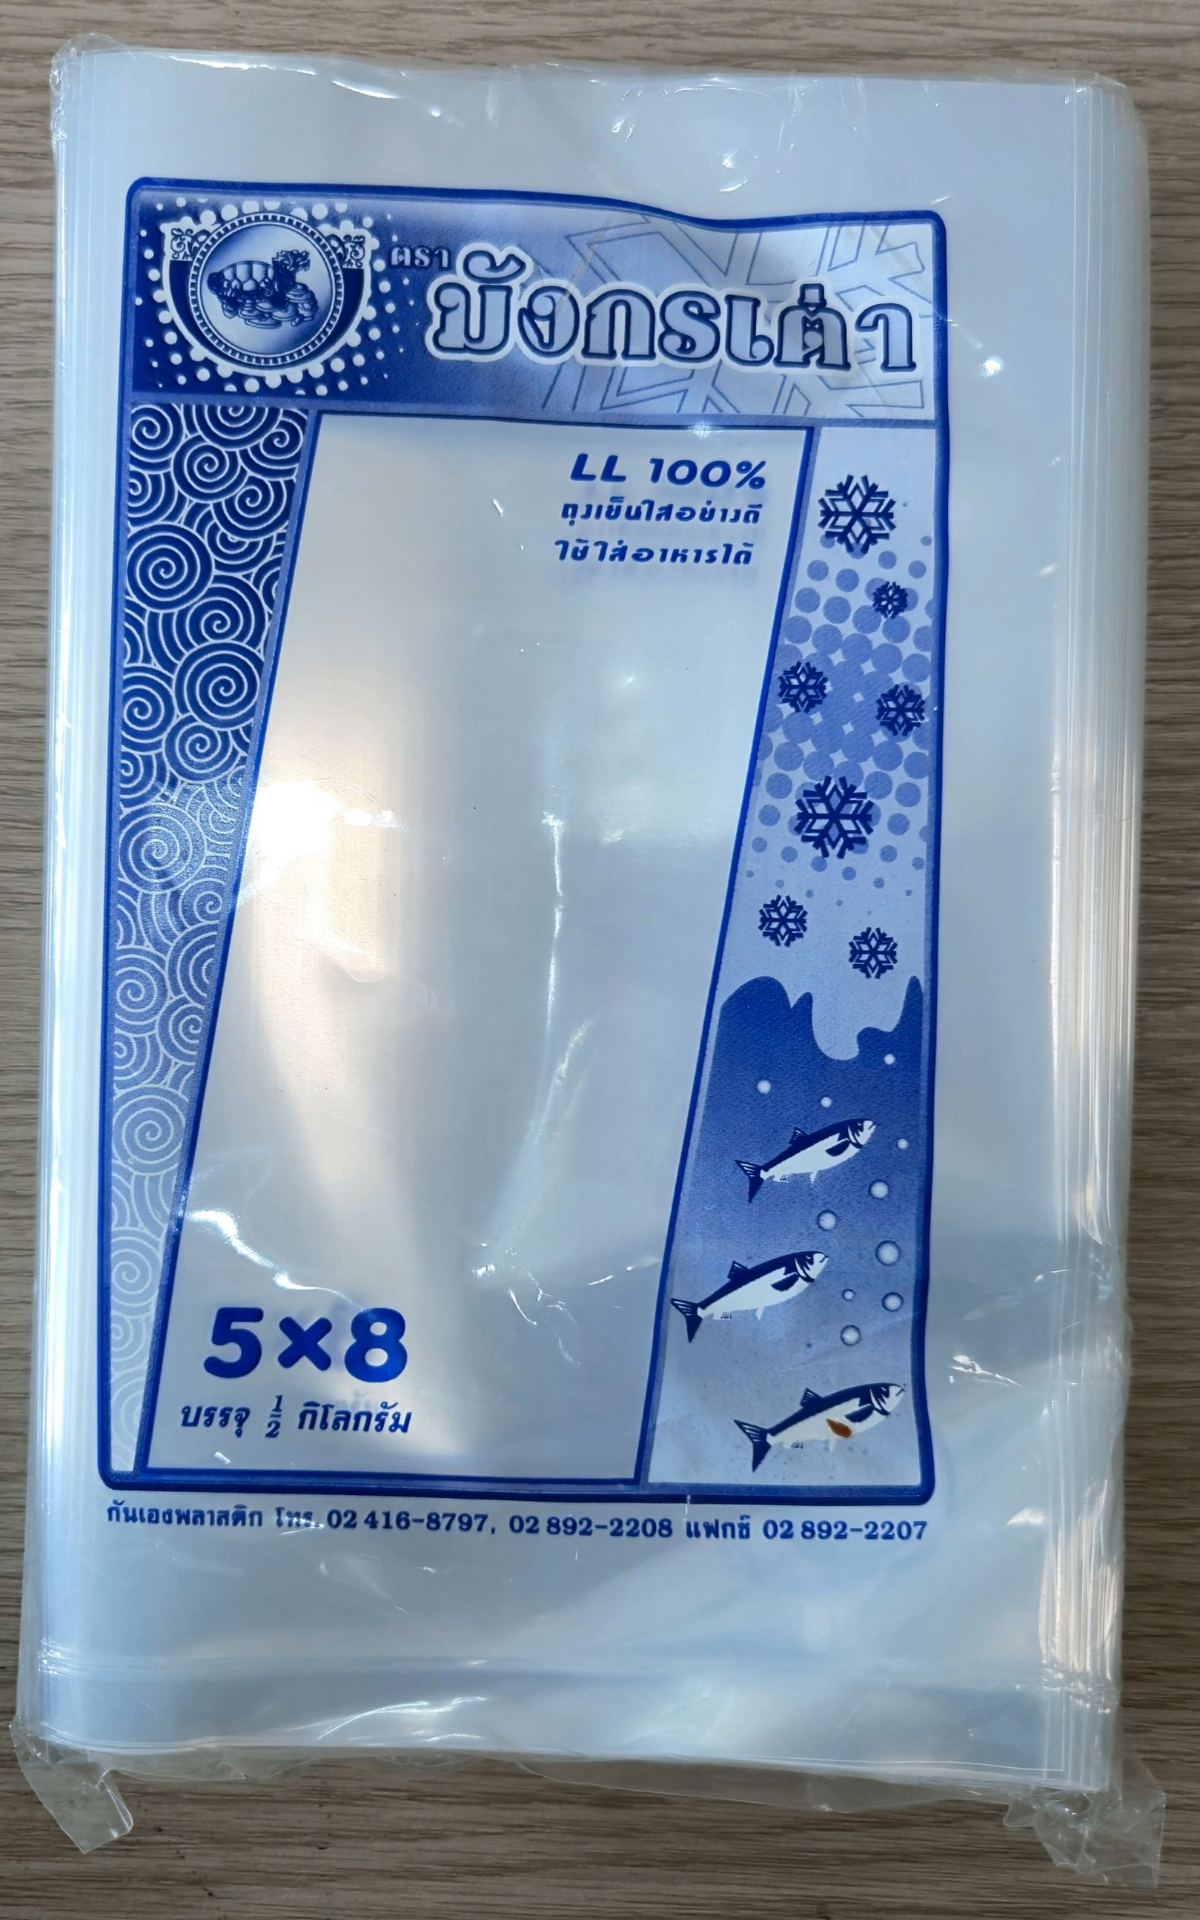 ตรา
มังกรเต่า
LL 100%
ถุงเย็นใสอย่างดี
ใช้ใส่อาหารได้
5×8
บรรจุ ½ กิโลกรัม
กันเองพลาสติก โทร. 02 416-8797, 02 892-2208 แฟกซ์ 02 892-2207